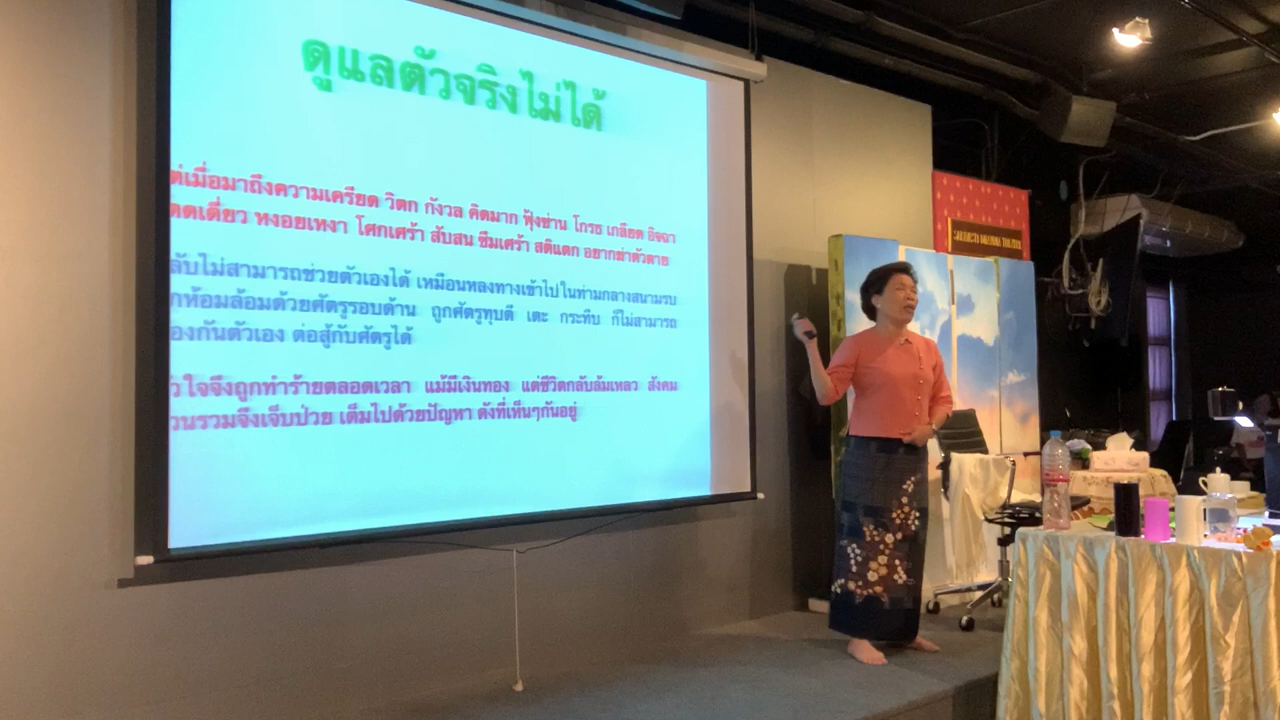 ดูแลตัวจริงไม่ได้
ต่เมื่อมาถึงความเครียด วิตก กังวล คิดมาก ฟุ้งซ่าน โกรธ เกลียด อิจฉา
ดดเดี่ยว หงอยเหงา โศกเศร้า สับสน ซึมเศร้า สติแตก อยากฆ่าตัวตาย
ลับไม่สามารถช่วยตัวเองได้ เหมือนหลงทางเข้าไปในท่ามกลางสนามรบ
กห้อมล้อมด้วยศัตรูรอบด้าน ถูกศัตรูทุบตี เตะ กระทืบ ก็ไม่สามารถ
องกันตัวเอง ต่อสู้กับศัตรูได้
วใจจึงถูกทำร้ายตลอดเวลา แม้มีเงินทอง แต่ชีวิตกลับล้มเหลว สังคม
วนรวมจึงเจ็บป่วย เต็มไปด้วยปัญหา ดังที่เห็นๆกันอยู่